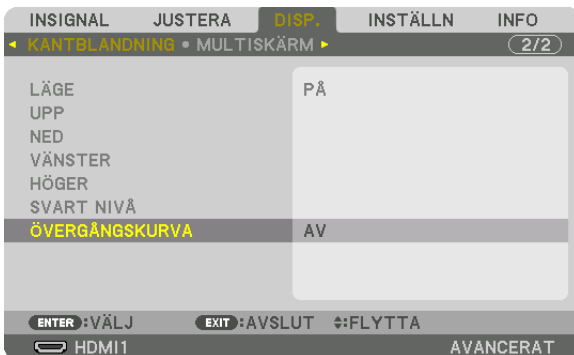 INSIGNAL JUSTERA DISP. INSTÄLLN INFO
KANTBLANDNING • MULTISKÄRM 2/2
LÄGE PÅ
UPP
NED
VÄNSTER
HÖGER
SVART NIVÅ
ÖVERGÅNGSKURVA AV
ENTER :VÄLJ EXIT :AVSLUT :FLYTTA
HDMI1 AVANCERAT